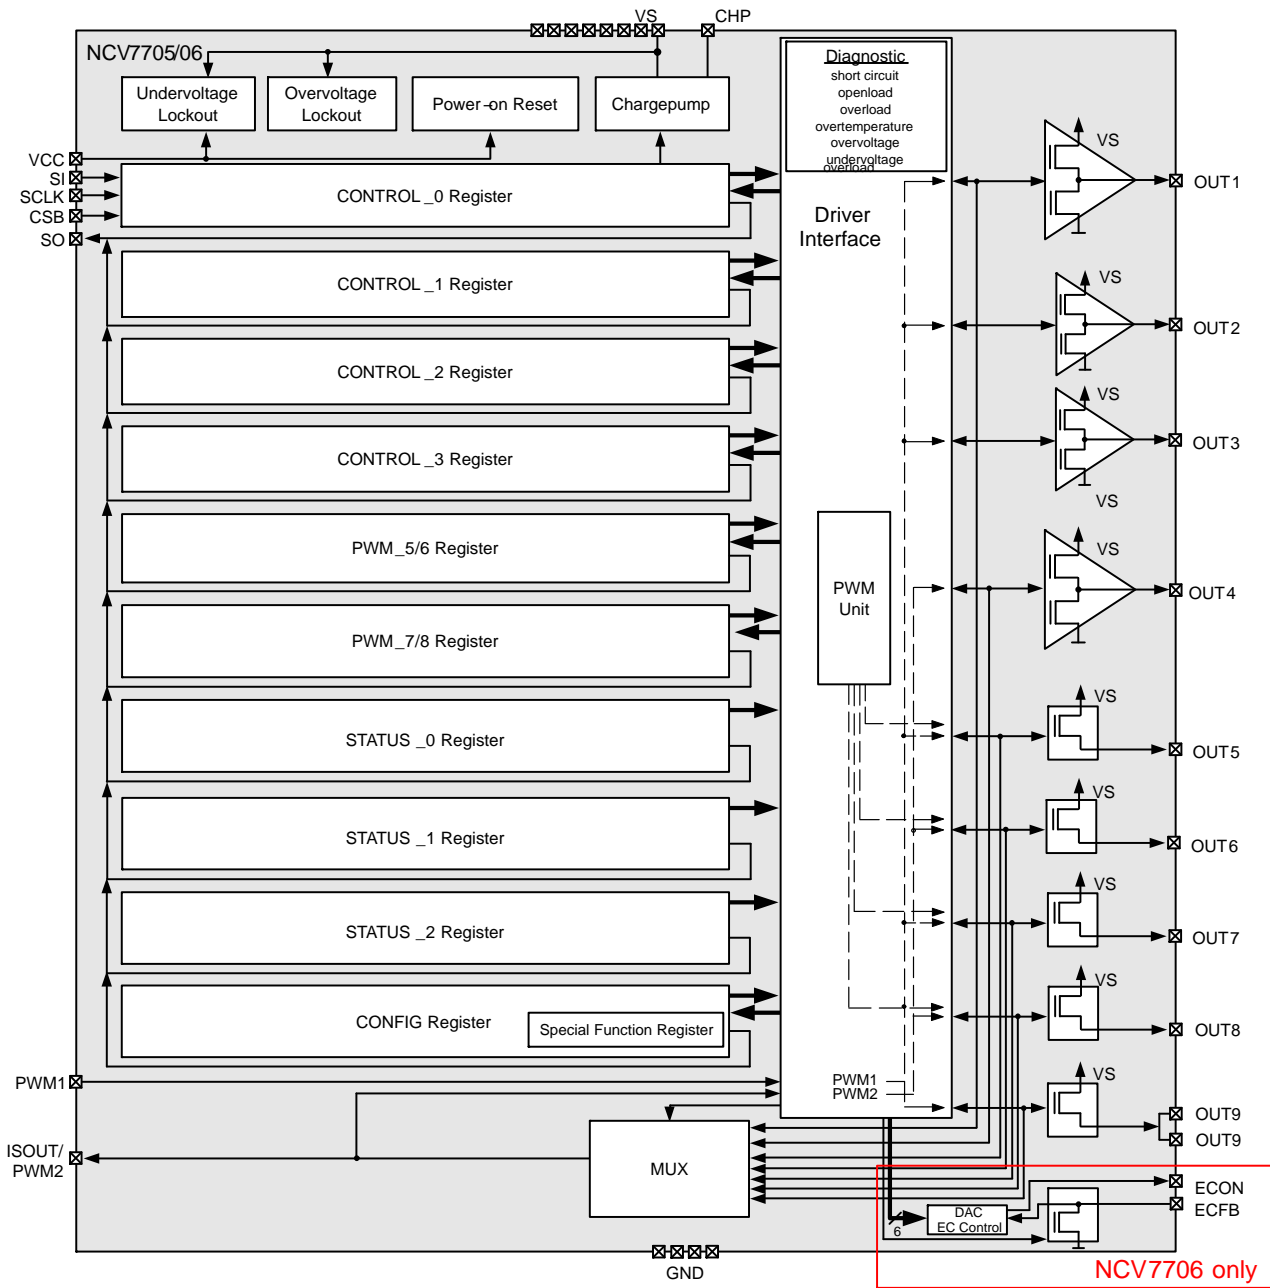 VS
CHP
NCV7705/06
Undervoltage
Lockout
Overvoltage
Lockout
Power-on Reset
Chargepump
Diagnostic
short circuit
openload
overload
overtemperature
overvoltage
undervoltage
overload
VCC
SI
SCLK
CSB
SO
CONTROL_0 Register
Driver
Interface
VS
OUT1
CONTROL_1 Register
VS
OUT2
CONTROL_2 Register
VS
OUT3
CONTROL_3 Register
VS
PWM_5/6 Register
VS
PWM
Unit
OUT4
PWM_7/8 Register
VS
STATUS_0 Register
OUT5
VS
STATUS_1 Register
OUT6
VS
STATUS_2 Register
OUT7
VS
CONFIG Register
Special Function Register
OUT8
PWM1
PWM1
PWM2
VS
OUT9
OUT9
ISOUT/
PWM2
MUX
ECON
ECFB
DAC
EC Control
6
GND
NCV7706 only